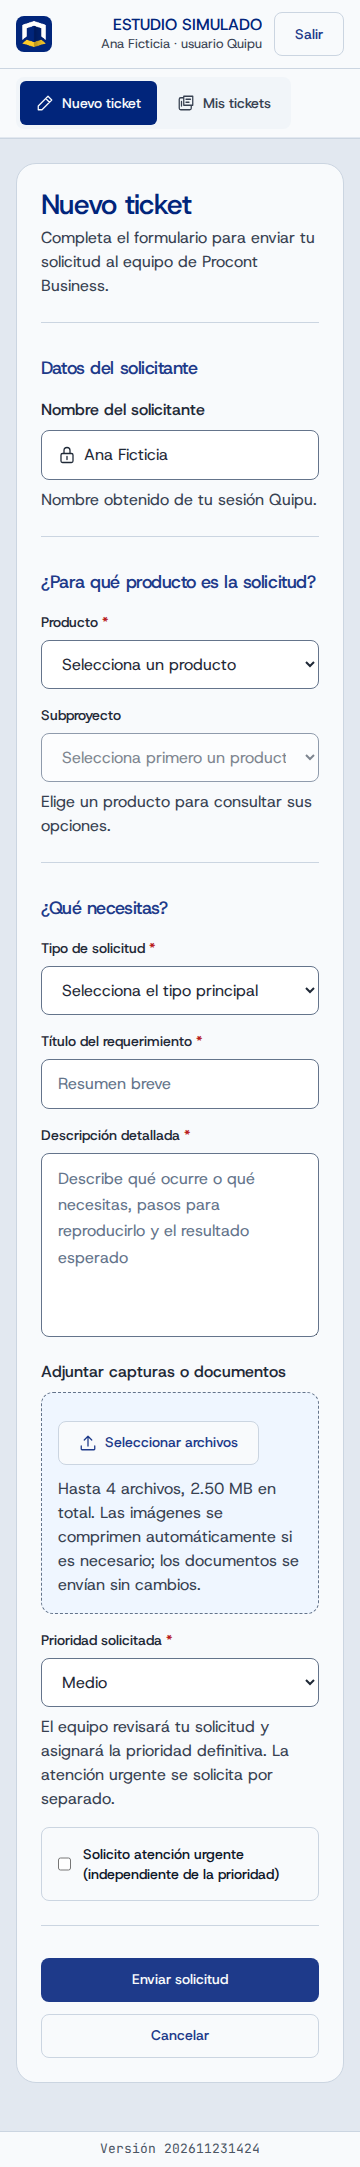 ESTUDIO SIMULADO
Ana Ficticia · usuario Quipu
Salir
Nuevo ticket
Mis tickets
Nuevo ticket
Completa el formulario para enviar tu
solicitud al equipo de Procont
Business.
Datos del solicitante
Nombre del solicitante
Ana Ficticia
Nombre obtenido de tu sesión Quipu.
¿Para qué producto es la solicitud?
Producto *
Selecciona un producto
Subproyecto
Selecciona primero un product
Elige un producto para consultar sus
opciones.
¿Qué necesitas?
Tipo de solicitud *
Selecciona el tipo principal
Título del requerimiento *
Resumen breve
Descripción detallada *
Describe qué ocurre o qué
necesitas, pasos para
reproducirlo y el resultado
esperado
Adjuntar capturas o documentos
Seleccionar archivos
Hasta 4 archivos, 2.50 MB en
total. Las imágenes se
comprimen automáticamente si
es necesario; los documentos se
envían sin cambios.
Prioridad solicitada *
Medio
El equipo revisará tu solicitud y
asignará la prioridad definitiva. La
atención urgente se solicita por
separado.
Solicito atención urgente
(independiente de la prioridad)
Enviar solicitud
Cancelar
Versión 202611231424